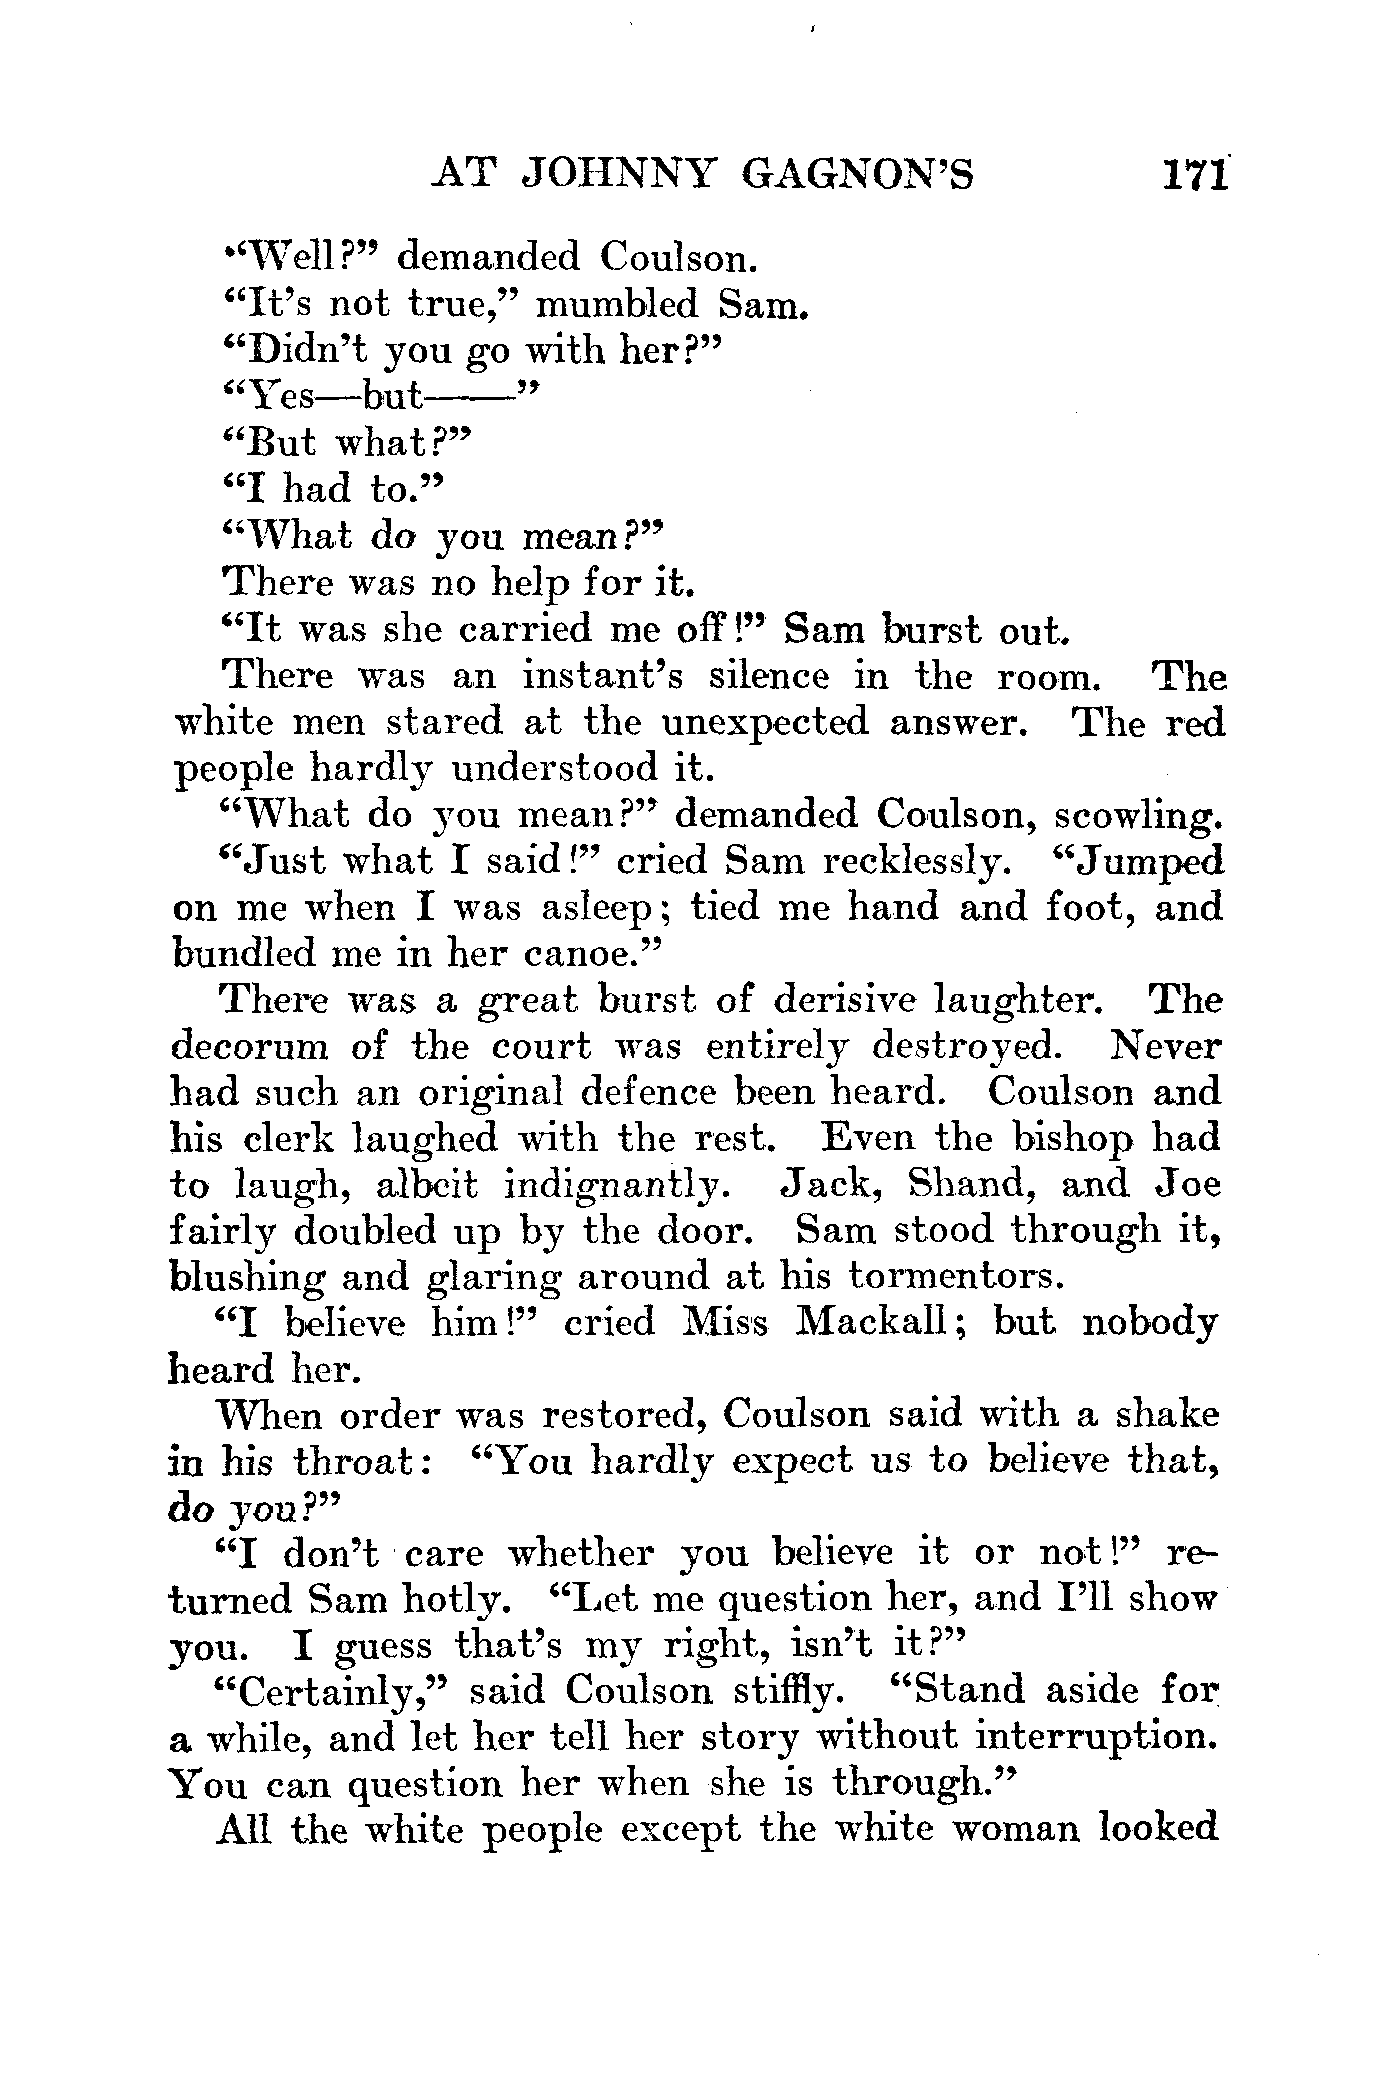 AT JOHNNY GAGNON'S 171
“Well?” demanded Coulson.
“It's not true,” mumbled Sam.
“Didn't you go with her?”
“Yes—but——”
“But what?”
“I had to.”
“What do you mean?”
There was no help for it.
“It was she carried me off!” Sam burst out.
There was an instant's silence in the room. The
white men stared at the unexpected answer. The red
people hardly understood it.
“What do you mean?” demanded Coulson, scowling.
“Just what I said!” cried Sam recklessly. “Jumped
on me when I was asleep; tied me hand and foot, and
bundled me in her canoe.”
There was a great burst of derisive laughter. The
decorum of the court was entirely destroyed. Never
had such an original defence been heard. Coulson and
his clerk laughed with the rest. Even the bishop had
to laugh, albeit indignantly. Jack, Shand, and Joe
fairly doubled up by the door. Sam stood through it,
blushing and glaring around at his tormentors.
“I believe him!” cried Miss Mackall; but nobody
heard her.
When order was restored, Coulson said with a shake
in his throat: “You hardly expect us to believe that,
do you?”
“I don't care whether you believe it or not!” re-
turned Sam hotly. “Let me question her, and I'll show
you. I guess that's my right, isn't it?”
“Certainly,” said Coulson stiffly. “Stand aside for
a while, and let her tell her story without interruption.
You can question her when she is through.”
All the white people except the white woman looked